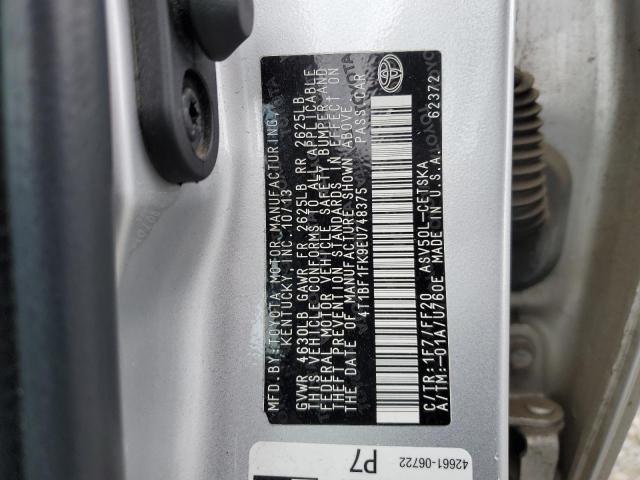 MFD. BY: TOYOTA MOTOR MANUFACTURING
KENTUCKY, INC. 10/13
GVWR 4630LB GAWR FR 2625LB RR 2625LB
THIS VEHICLE CONFORMS TO ALL APPLICABLE
FEDERAL MOTOR VEHICLE SAFETY, BUMPER, AND
THEFT PREVENTION STANDARDS IN EFFECT ON
THE DATE OF MANUFACTURE SHOWN ABOVE.
4T1BF1FK9EU748375 PASS. CAR
C/TR: 1F7/FF20 ASV50L-CETSKA
A/TM: -01A/U760E MADE IN U.S.A. 62372
P7
42661-06722